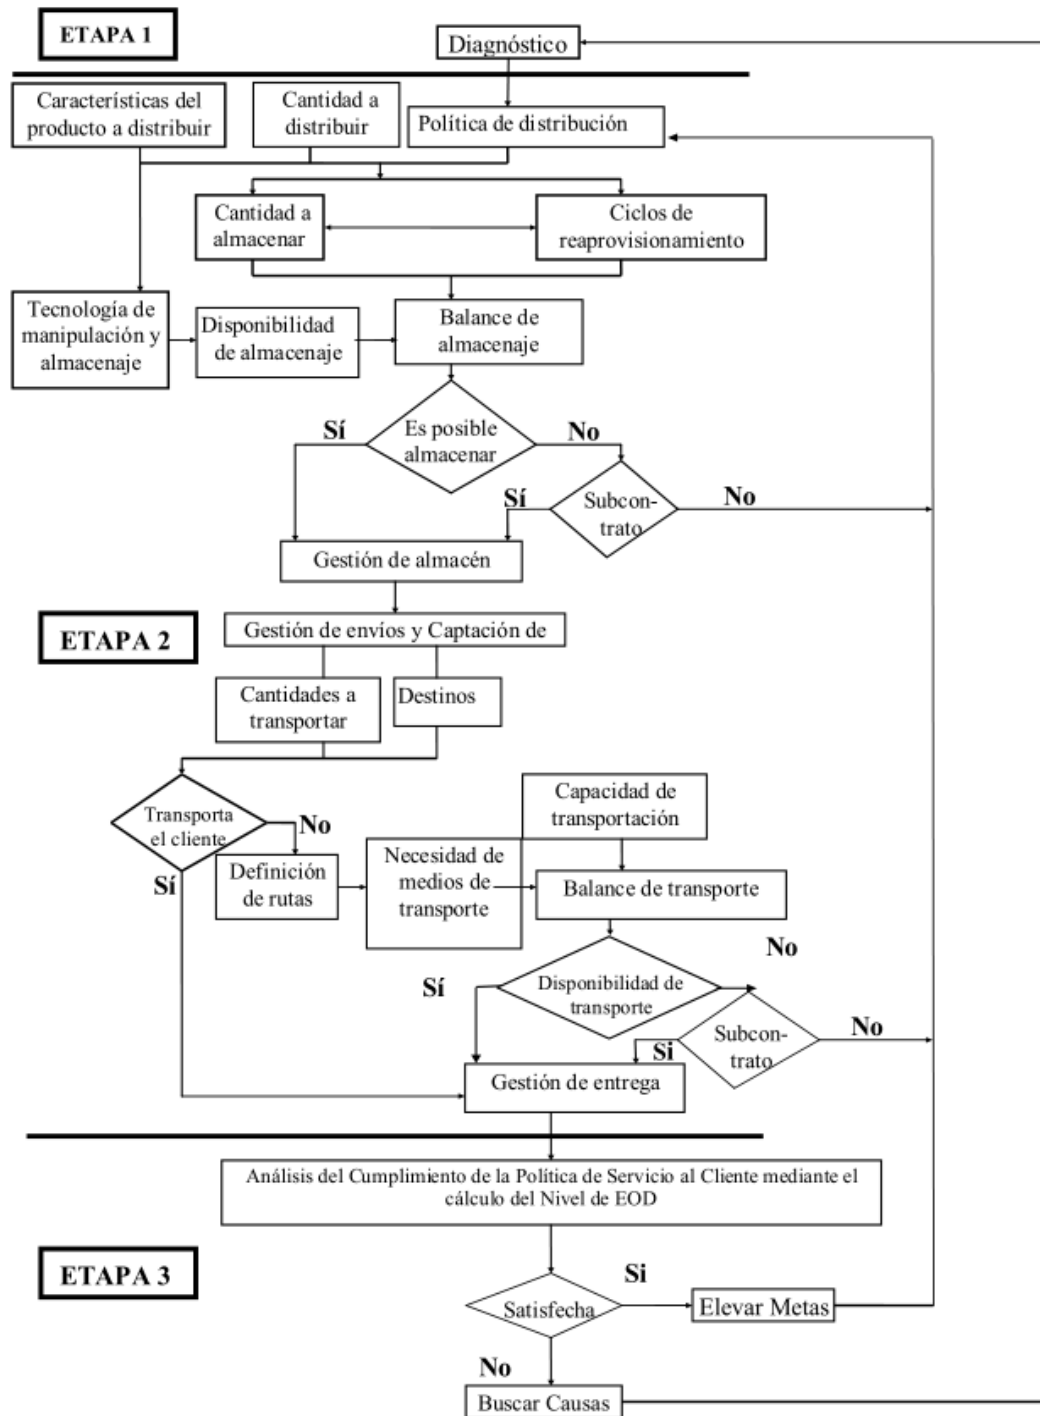 ETAPA 1
Diagnóstico
Características del
producto a distribuir
Cantidad a
distribuir
Política de distribución
Cantidad a
almacenar
Ciclos de
reaprovisionamiento
Tecnología de
manipulación y
almacenaje
Disponibilidad
de almacenaje
Balance de
almacenaje
Es posible
almacenar
Sí
No
Subcon-
trato
Sí
No
Gestión de almacén
ETAPA 2
Gestión de envíos y Captación de
Cantidades a
transportar
Destinos
Transporta
el cliente
No
Sí
Definición
de rutas
Necesidad de
medios de
transporte
Capacidad de
transportación
Balance de transporte
No
Sí
Disponibilidad de
transporte
Subcon-
trato
No
Si
Gestión de entrega
Análisis del Cumplimiento de la Política de Servicio al Cliente mediante el
cálculo del Nivel de EOD
ETAPA 3
Satisfecha
Si
Elevar Metas
No
Buscar Causas